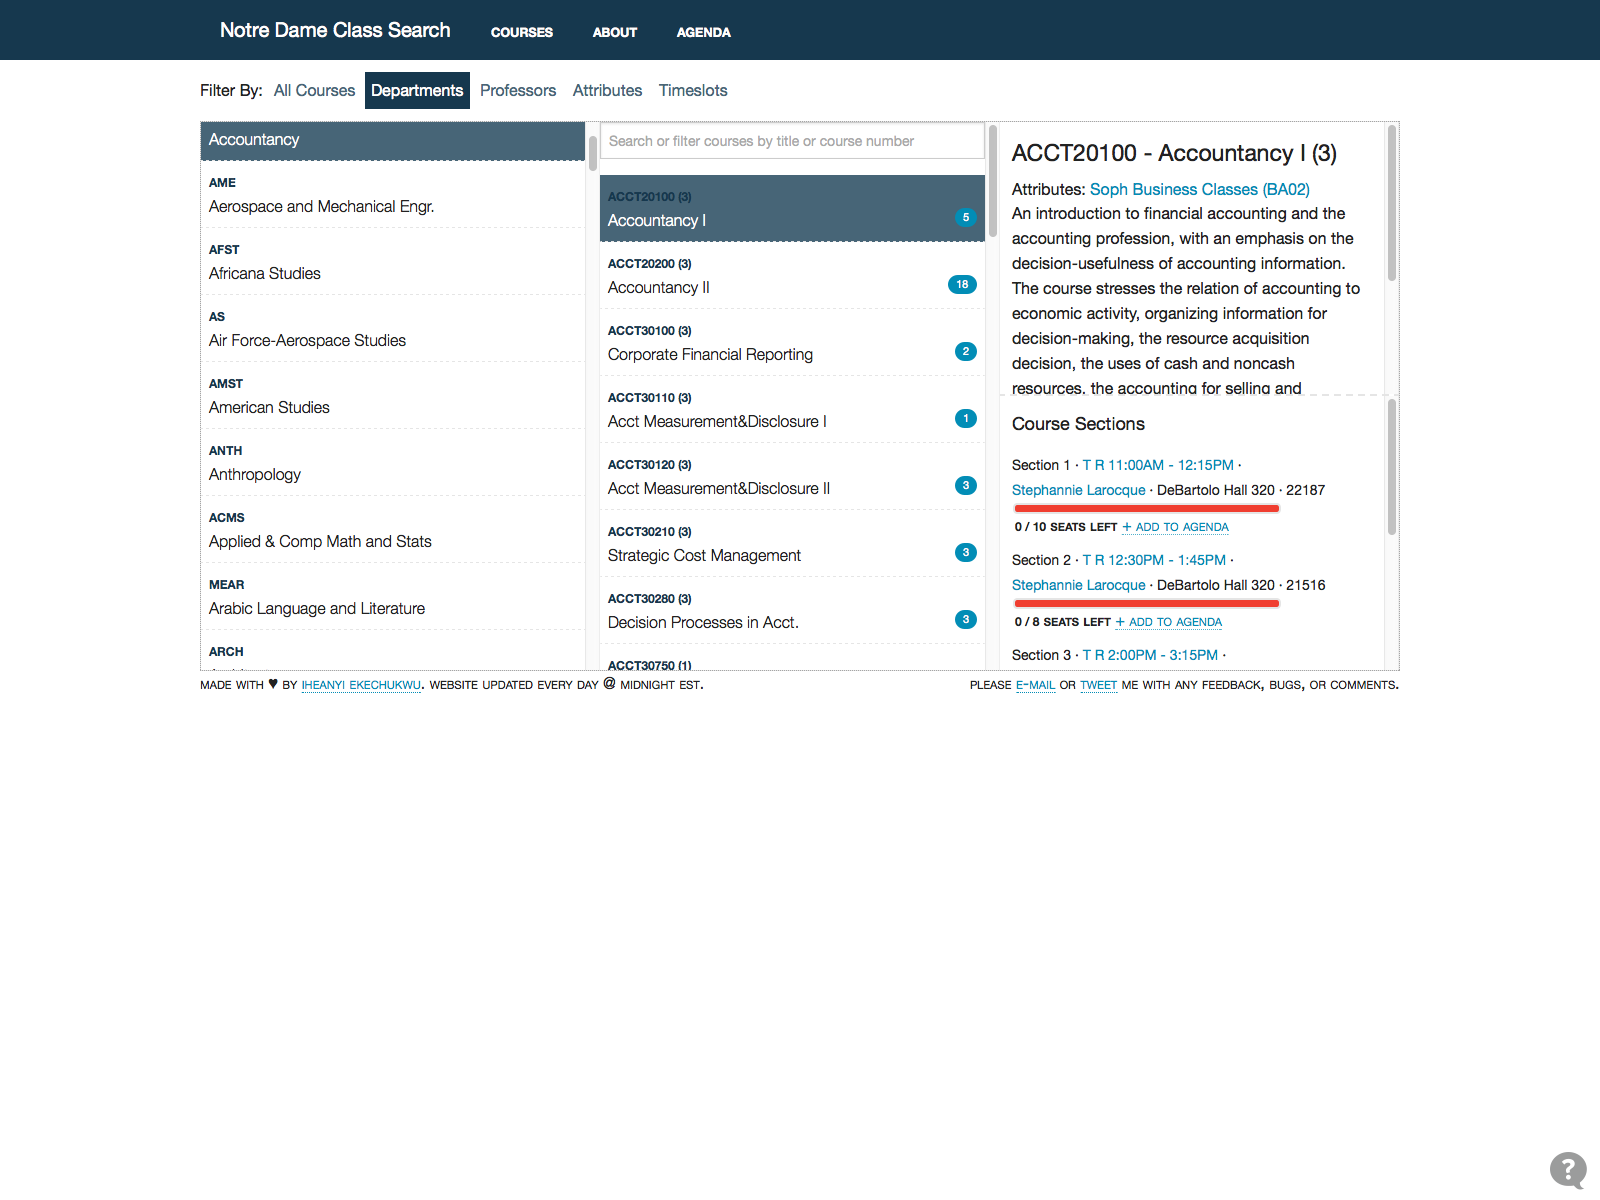 Notre Dame Class Search COURSES ABOUT AGENDA
Filter By: All Courses Departments Professors Attributes Timeslots
Accountancy
AME
Aerospace and Mechanical Engr.
AFST
Africana Studies
AS
Air Force-Aerospace Studies
AMST
American Studies
ANTH
Anthropology
ACMS
Applied & Comp Math and Stats
MEAR
Arabic Language and Literature
ARCH
Search or filter courses by title or course number
ACCT20100 (3)
Accountancy I 5
ACCT20200 (3)
Accountancy II 18
ACCT30100 (3)
Corporate Financial Reporting 2
ACCT30110 (3)
Acct Measurement&Disclosure I 1
ACCT30120 (3)
Acct Measurement&Disclosure II 3
ACCT30210 (3)
Strategic Cost Management 3
ACCT30280 (3)
Decision Processes in Acct. 3
ACCT30750 (1)
ACCT20100 - Accountancy I (3)
Attributes: Soph Business Classes (BA02)
An introduction to financial accounting and the
accounting profession, with an emphasis on the
decision-usefulness of accounting information.
The course stresses the relation of accounting to
economic activity, organizing information for
decision-making, the resource acquisition
decision, the uses of cash and noncash
resources, the accounting for selling and
Course Sections
Section 1 · T R 11:00AM - 12:15PM ·
Stephannie Larocque · DeBartolo Hall 320 · 22187
0 / 10 SEATS LEFT + ADD TO AGENDA
Section 2 · T R 12:30PM - 1:45PM ·
Stephannie Larocque · DeBartolo Hall 320 · 21516
0 / 8 SEATS LEFT + ADD TO AGENDA
Section 3 · T R 2:00PM - 3:15PM ·
MADE WITH ♥ BY IHEANYI EKECHUKWU. WEBSITE UPDATED EVERY DAY @ MIDNIGHT EST.
PLEASE E-MAIL OR TWEET ME WITH ANY FEEDBACK, BUGS, OR COMMENTS.
?